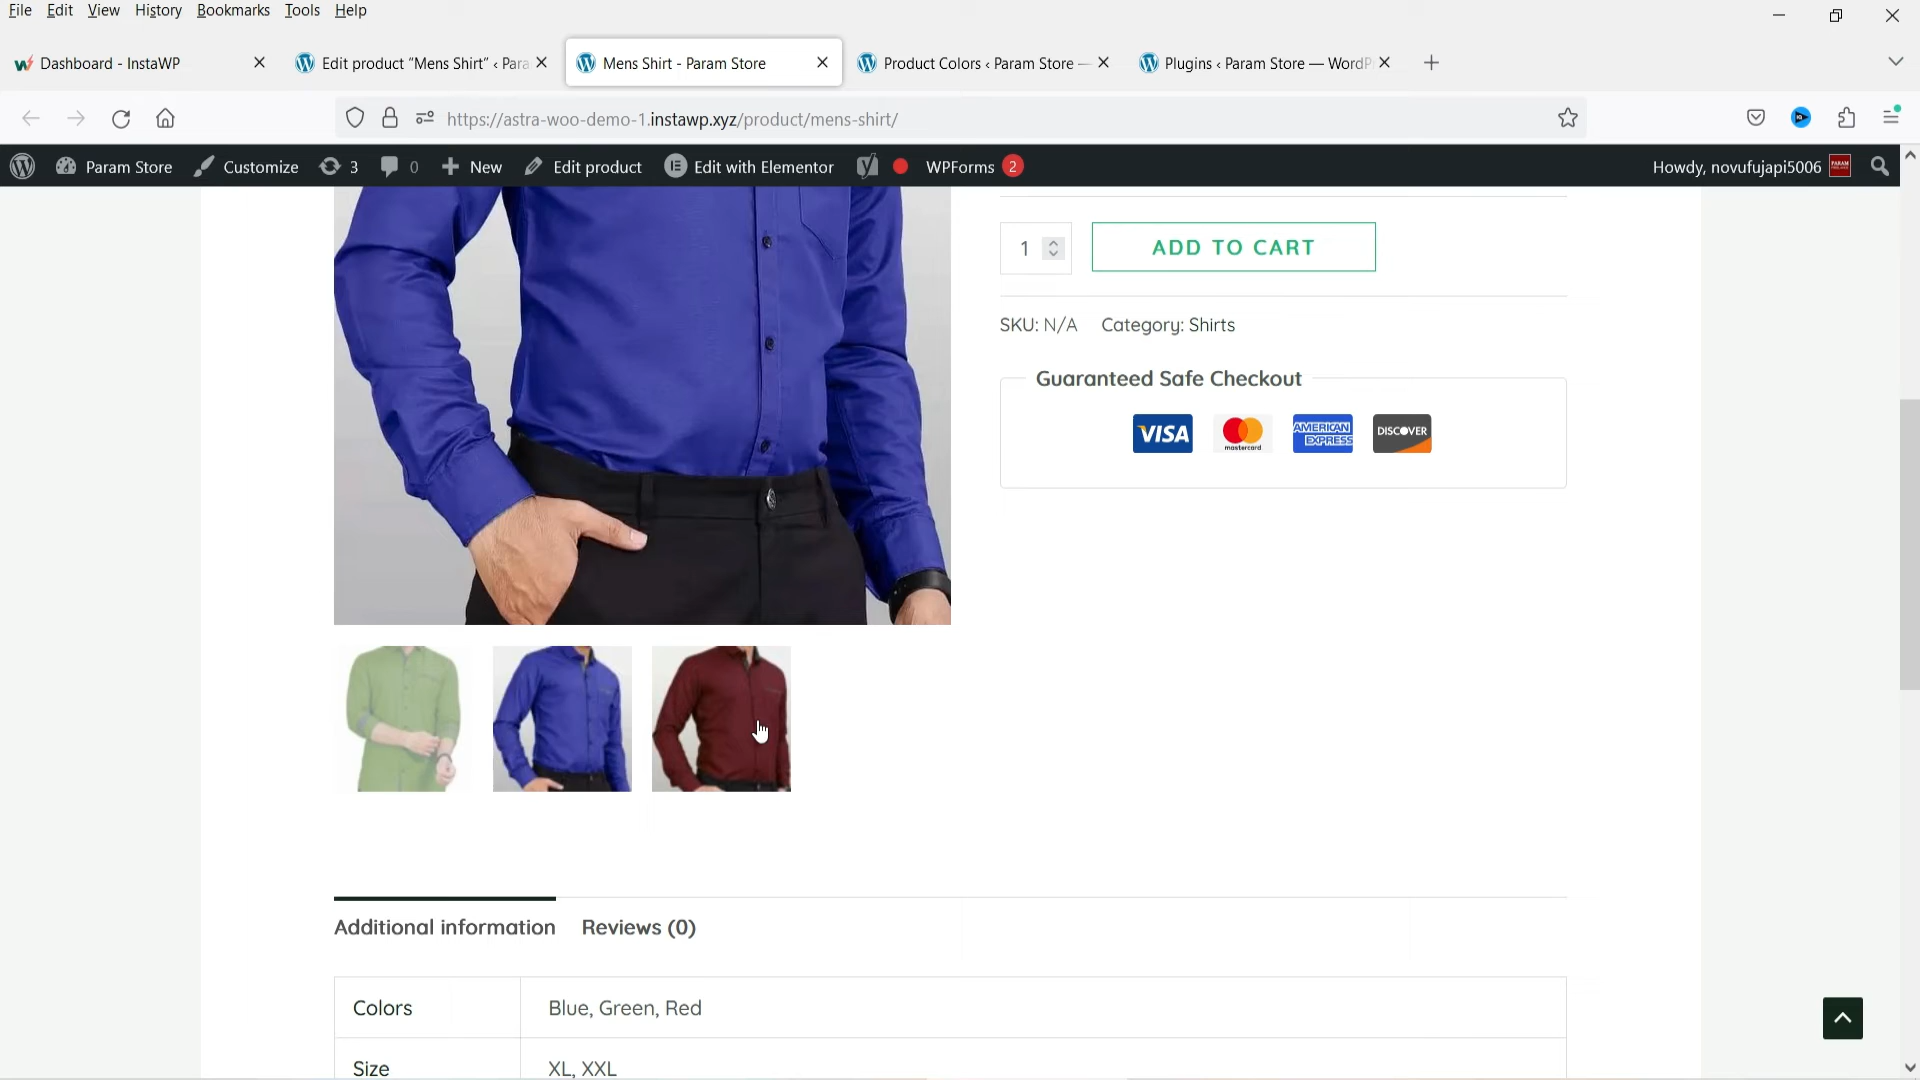 File Edit View History Bookmarks Tools Help
Dashboard - InstaWP
Edit product “Mens Shirt” ‹ Para
Mens Shirt - Param Store
Product Colors ‹ Param Store —
Plugins ‹ Param Store — WordP
https://astra-woo-demo-1.instawp.xyz/product/mens-shirt/
Param Store Customize 3 0 New Edit product Edit with Elementor WPForms 2 Howdy, novufujapi5006
1 ADD TO CART
SKU: N/A Category: Shirts
Guaranteed Safe Checkout
VISA mastercard AMERICAN EXPRESS DISCOVER
Additional information Reviews (0)
Colors Blue, Green, Red
Size XL, XXL